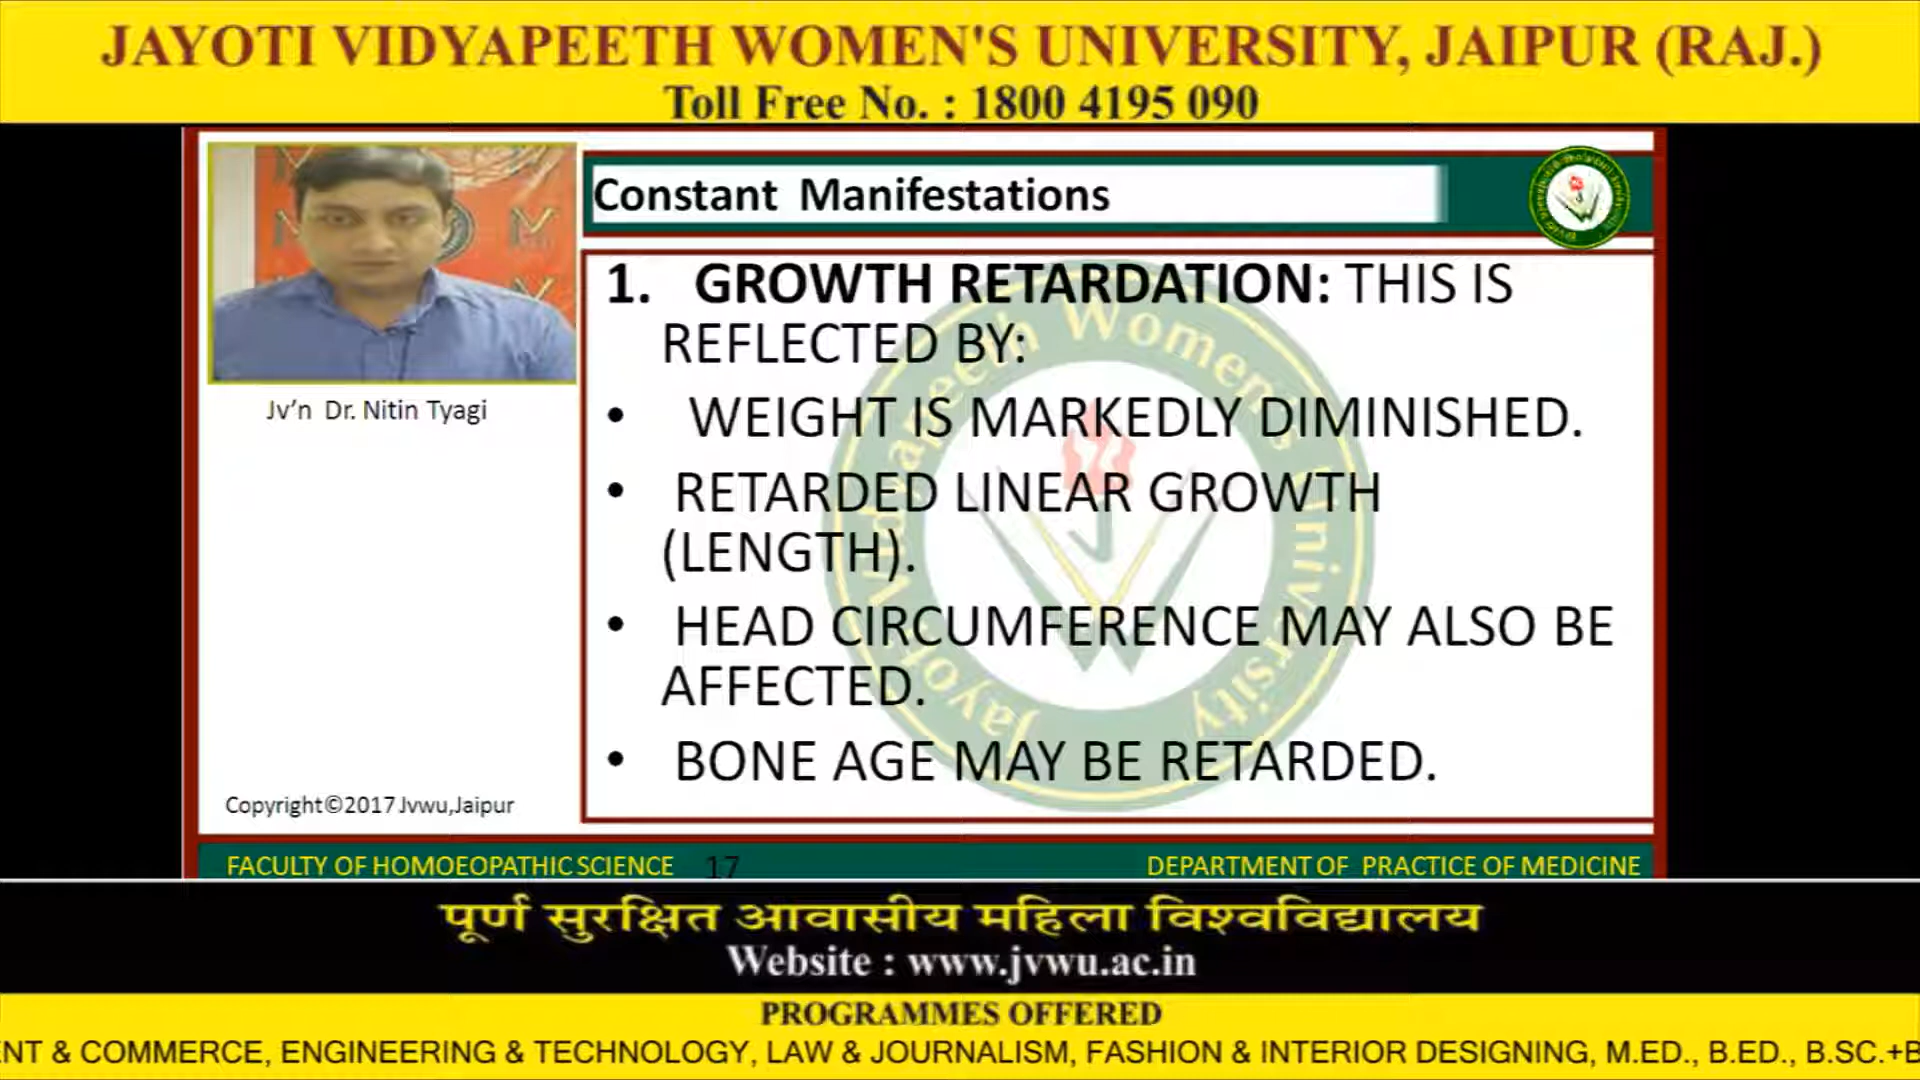 JAYOTI VIDYAPEETH WOMEN'S UNIVERSITY, JAIPUR (RAJ.)
Toll Free No. : 1800 4195 090
Constant Manifestations
1. GROWTH RETARDATION: THIS IS
REFLECTED BY:
• WEIGHT IS MARKEDLY DIMINISHED.
• RETARDED LINEAR GROWTH
(LENGTH).
• HEAD CIRCUMFERENCE MAY ALSO BE
AFFECTED.
• BONE AGE MAY BE RETARDED.
Jayoti Vidyapeeth Women's University
Jv’n Dr. Nitin Tyagi
Copyright©2017 Jvwu,Jaipur
FACULTY OF HOMOEOPATHIC SCIENCE 17 DEPARTMENT OF PRACTICE OF MEDICINE
पूर्ण सुरक्षित आवासीय महिला विश्वविद्यालय
Website : www.jvwu.ac.in
PROGRAMMES OFFERED
NT & COMMERCE, ENGINEERING & TECHNOLOGY, LAW & JOURNALISM, FASHION & INTERIOR DESIGNING, M.ED., B.ED., B.SC.+B